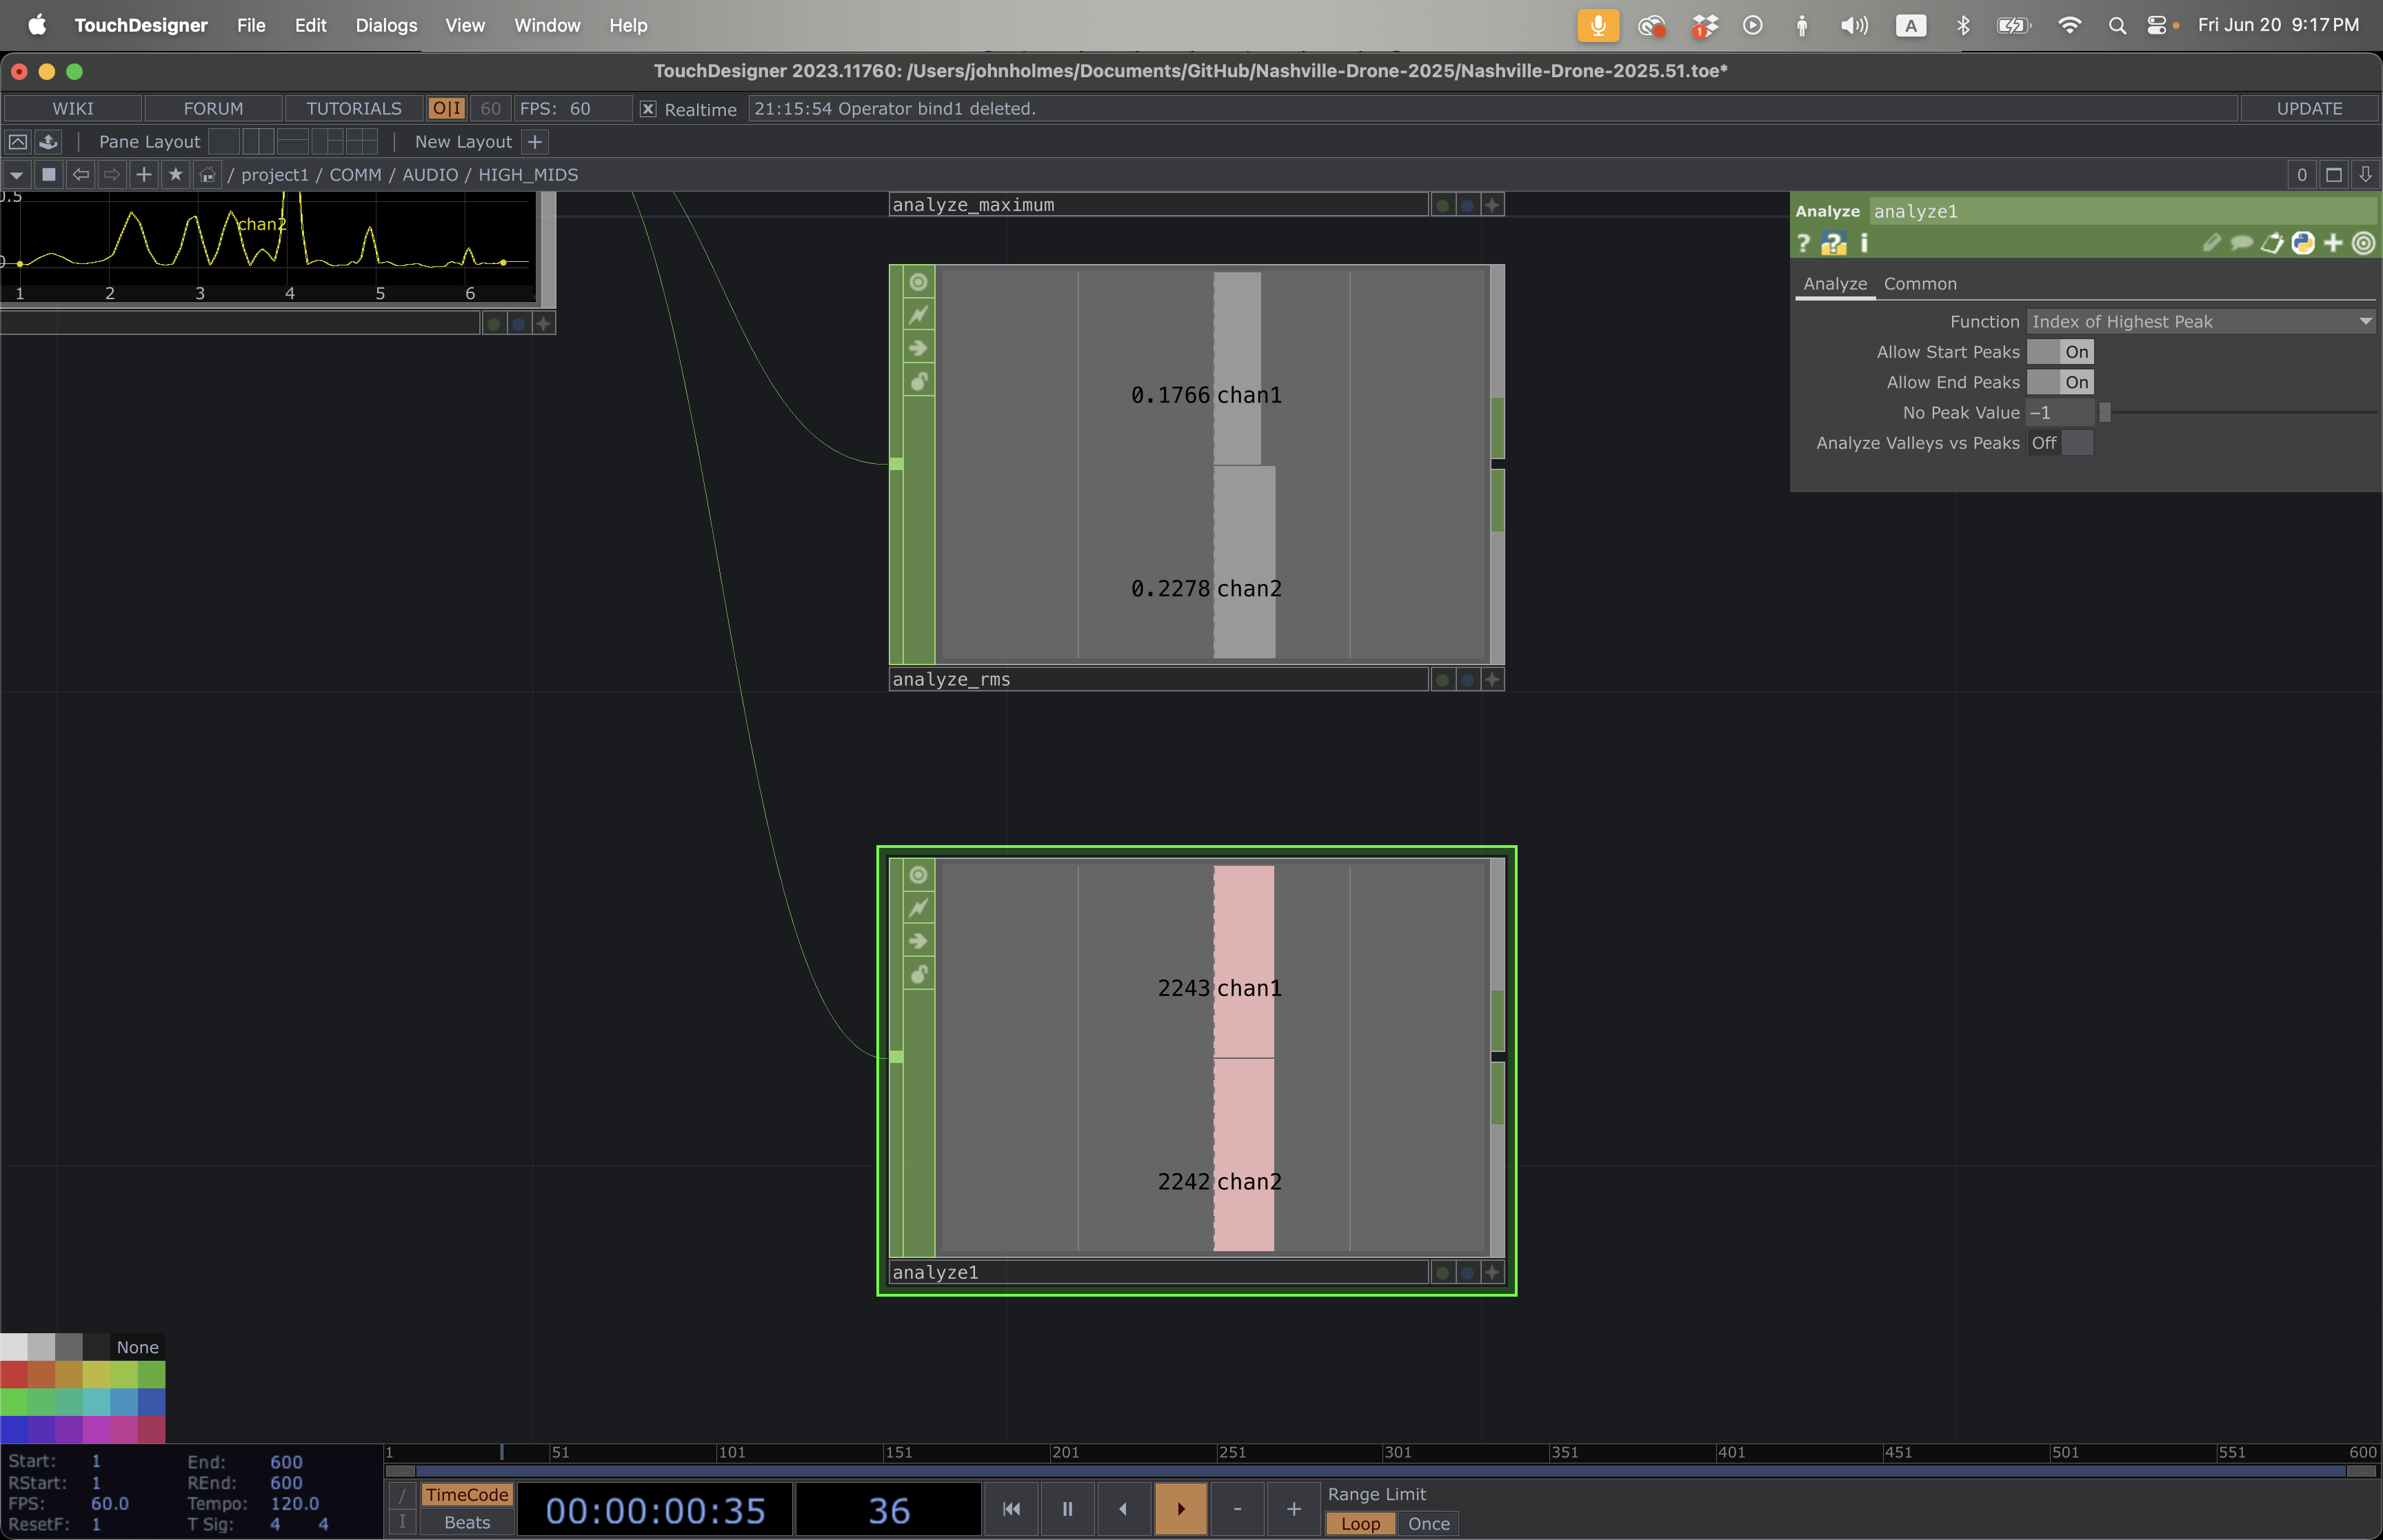 TouchDesigner File Edit Dialogs View Window Help 1 A Fri Jun 20 9:17 PM
TouchDesigner 2023.11760: /Users/johnholmes/Documents/GitHub/Nashville-Drone-2025/Nashville-Drone-2025.51.toe*
WIKI FORUM TUTORIALS O|I 60 FPS: 60 Realtime 21:15:54 Operator bind1 deleted. UPDATE
Pane Layout New Layout +
/ project1 / COMM / AUDIO / HIGH_MIDS 0
0.5
chan2
0
1 2 3 4 5 6
analyze_maximum
0.1766 chan1
0.2278 chan2
analyze_rms
2243 chan1
2242 chan2
analyze1
Analyze analyze1
? ? i
Analyze Common
Function Index of Highest Peak
Allow Start Peaks On
Allow End Peaks On
No Peak Value -1
Analyze Valleys vs Peaks Off
None
1 51 101 151 201 251 301 351 401 451 501 551 600
Start: 1 End: 600
RStart: 1 REnd: 600
FPS: 60.0 Tempo: 120.0
ResetF: 1 T Sig: 4 4
/ TimeCode
I Beats
00:00:00:35 36 - +
Range Limit
Loop Once